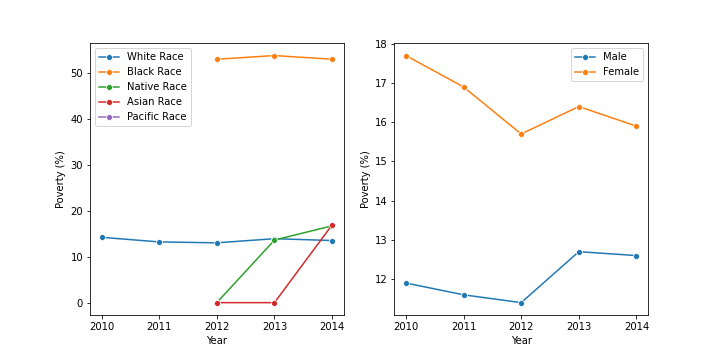 White Race
Black Race
Native Race
Asian Race
Pacific Race
50
40
30
20
10
0
Poverty (%)
2010 2011 2012 2013 2014
Year
Male
Female
18
17
16
15
14
13
12
Poverty (%)
2010 2011 2012 2013 2014
Year